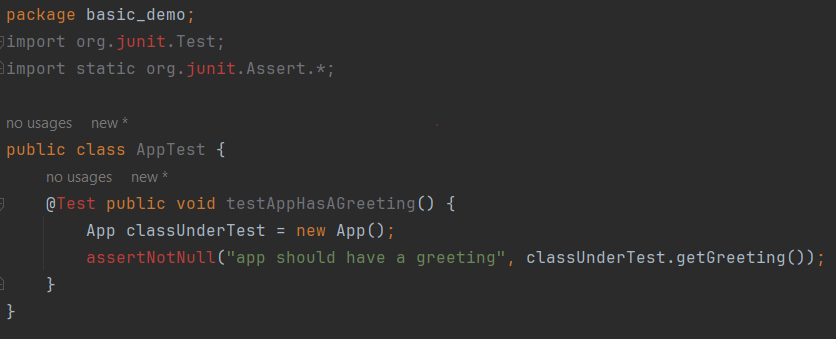 package basic_demo;
import org.junit.Test;
import static org.junit.Assert.*;
no usages new *
public class AppTest {
no usages new *
@Test public void testAppHasAGreeting() {
App classUnderTest = new App();
assertNotNull("app should have a greeting", classUnderTest.getGreeting());
}
}